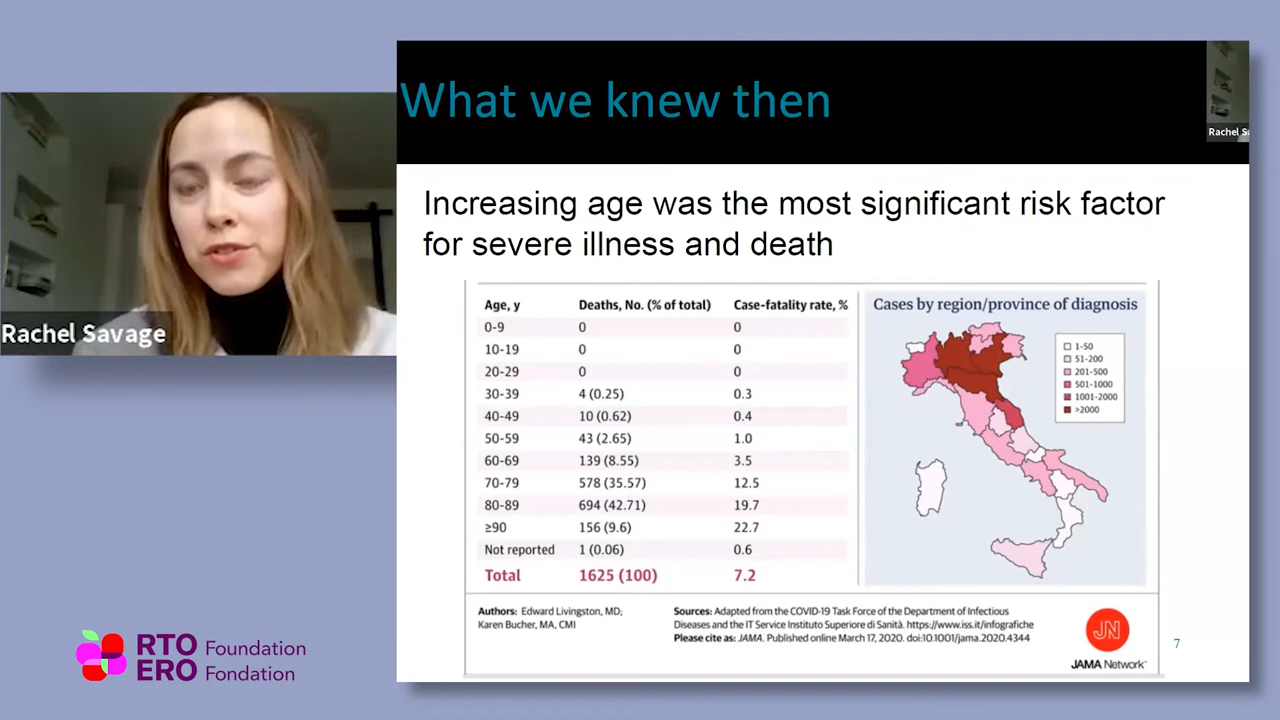 What we knew then
Rachel S
Rachel Savage
Increasing age was the most significant risk factor
for severe illness and death
Age, y Deaths, No. (% of total) Case-fatality rate, %
0-9 0 0
10-19 0 0
20-29 0 0
30-39 4 (0.25) 0.3
40-49 10 (0.62) 0.4
50-59 43 (2.65) 1.0
60-69 139 (8.55) 3.5
70-79 578 (35.57) 12.5
80-89 694 (42.71) 19.7
≥90 156 (9.6) 22.7
Not reported 1 (0.06) 0.6
Total 1625 (100) 7.2
Cases by region/province of diagnosis
1-50
51-200
201-500
501-1000
1001-2000
>2000
Authors: Edward Livingston, MD;
Karen Bucher, MA, CMI
Sources: Adapted from the COVID-19 Task Force of the Department of Infectious
Diseases and the IT Service Instituto Superiore di Sanità. https://www.iss.it/infografiche
Please cite as: JAMA. Published online March 17, 2020. doi:10.1001/jama.2020.4344
JN
JAMA Network™
7
RTO Foundation
ERO Fondation